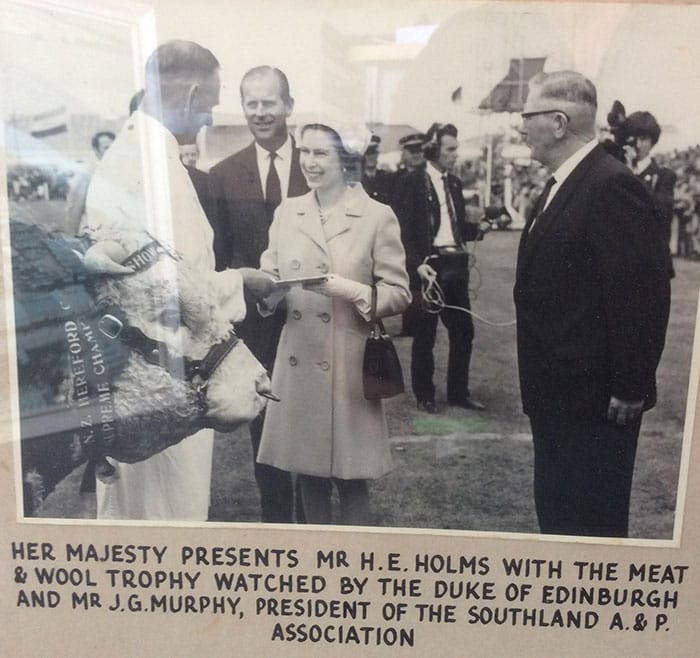 SHOW
N.Z. HEREFORD
SUPREME CHAMP
HER MAJESTY PRESENTS MR H.E. HOLMS WITH THE MEAT
& WOOL TROPHY WATCHED BY THE DUKE OF EDINBURGH
AND MR J.G. MURPHY, PRESIDENT OF THE SOUTHLAND A. & P.
ASSOCIATION